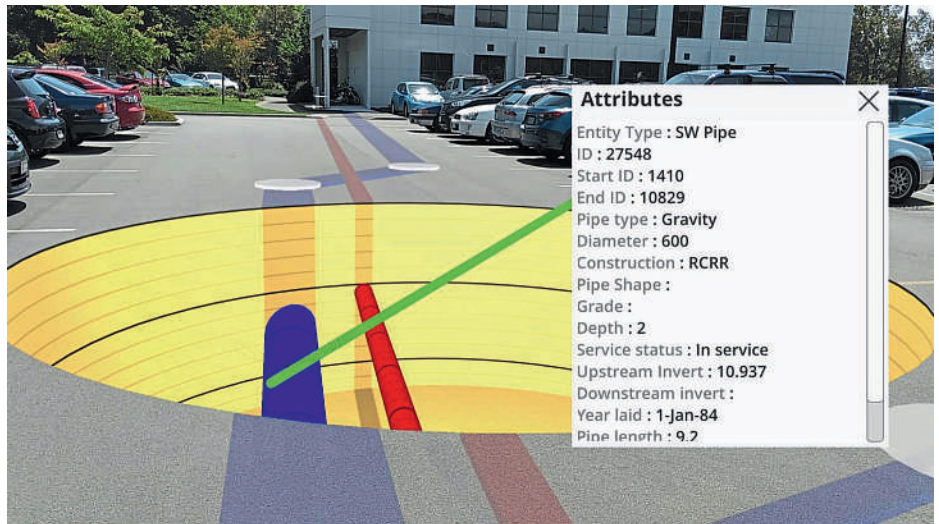 Attributes
Entity Type : SW Pipe
ID : 27548
Start ID : 1410
End ID : 10829
Pipe type : Gravity
Diameter : 600
Construction : RCRR
Pipe Shape :
Grade :
Depth : 2
Service status : In service
Upstream Invert : 10.937
Downstream invert :
Year laid : 1-Jan-84
Pipe length : 9.2